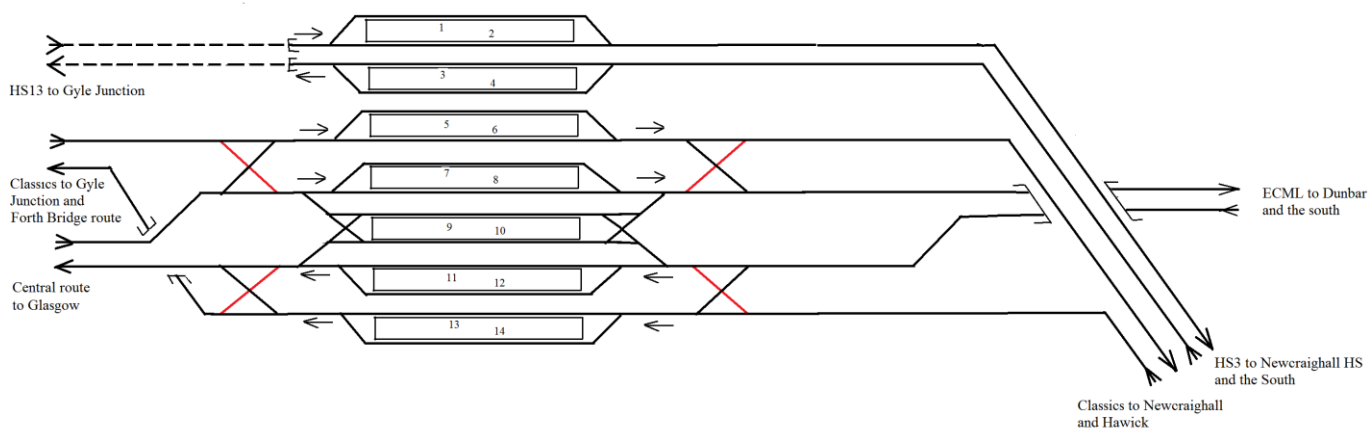 1
2
3
4
HS13 to Gyle Junction
5
6
Classics to Gyle
Junction and
Forth Bridge route
7
8
ECML to Dunbar
and the south
9
10
Central route
to Glasgow
11
12
13
14
HS3 to Newcraighall HS
and the South
Classics to Newcraighall
and Hawick